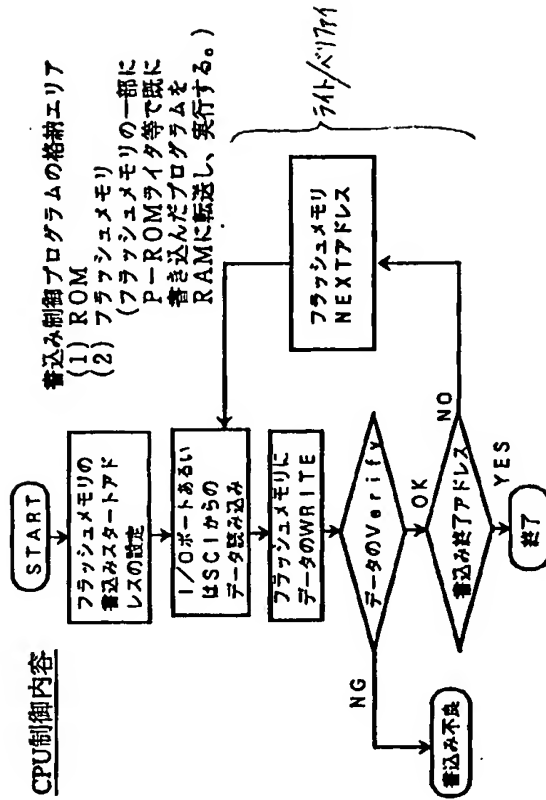 CPU制御内容
書込み制御プログラムの格納エリア
(1) ROM
(2) フラッシュメモリ
(フラッシュメモリの一部に
P-ROMライタ等で既に
書き込んだプログラムを
RAMに転送し、実行する。)
START
フラッシュメモリの
書込みスタートアド
レスの設定
I/Oポートあるい
はSCIからの
データ読み込み
フラッシュメモリに
データのWRITE
データのVerify
NG
書込み不良
OK
書込み終了アドレス
NO
フラッシュメモリ
NEXTアドレス
YES
終了
ライト/ベリファイ